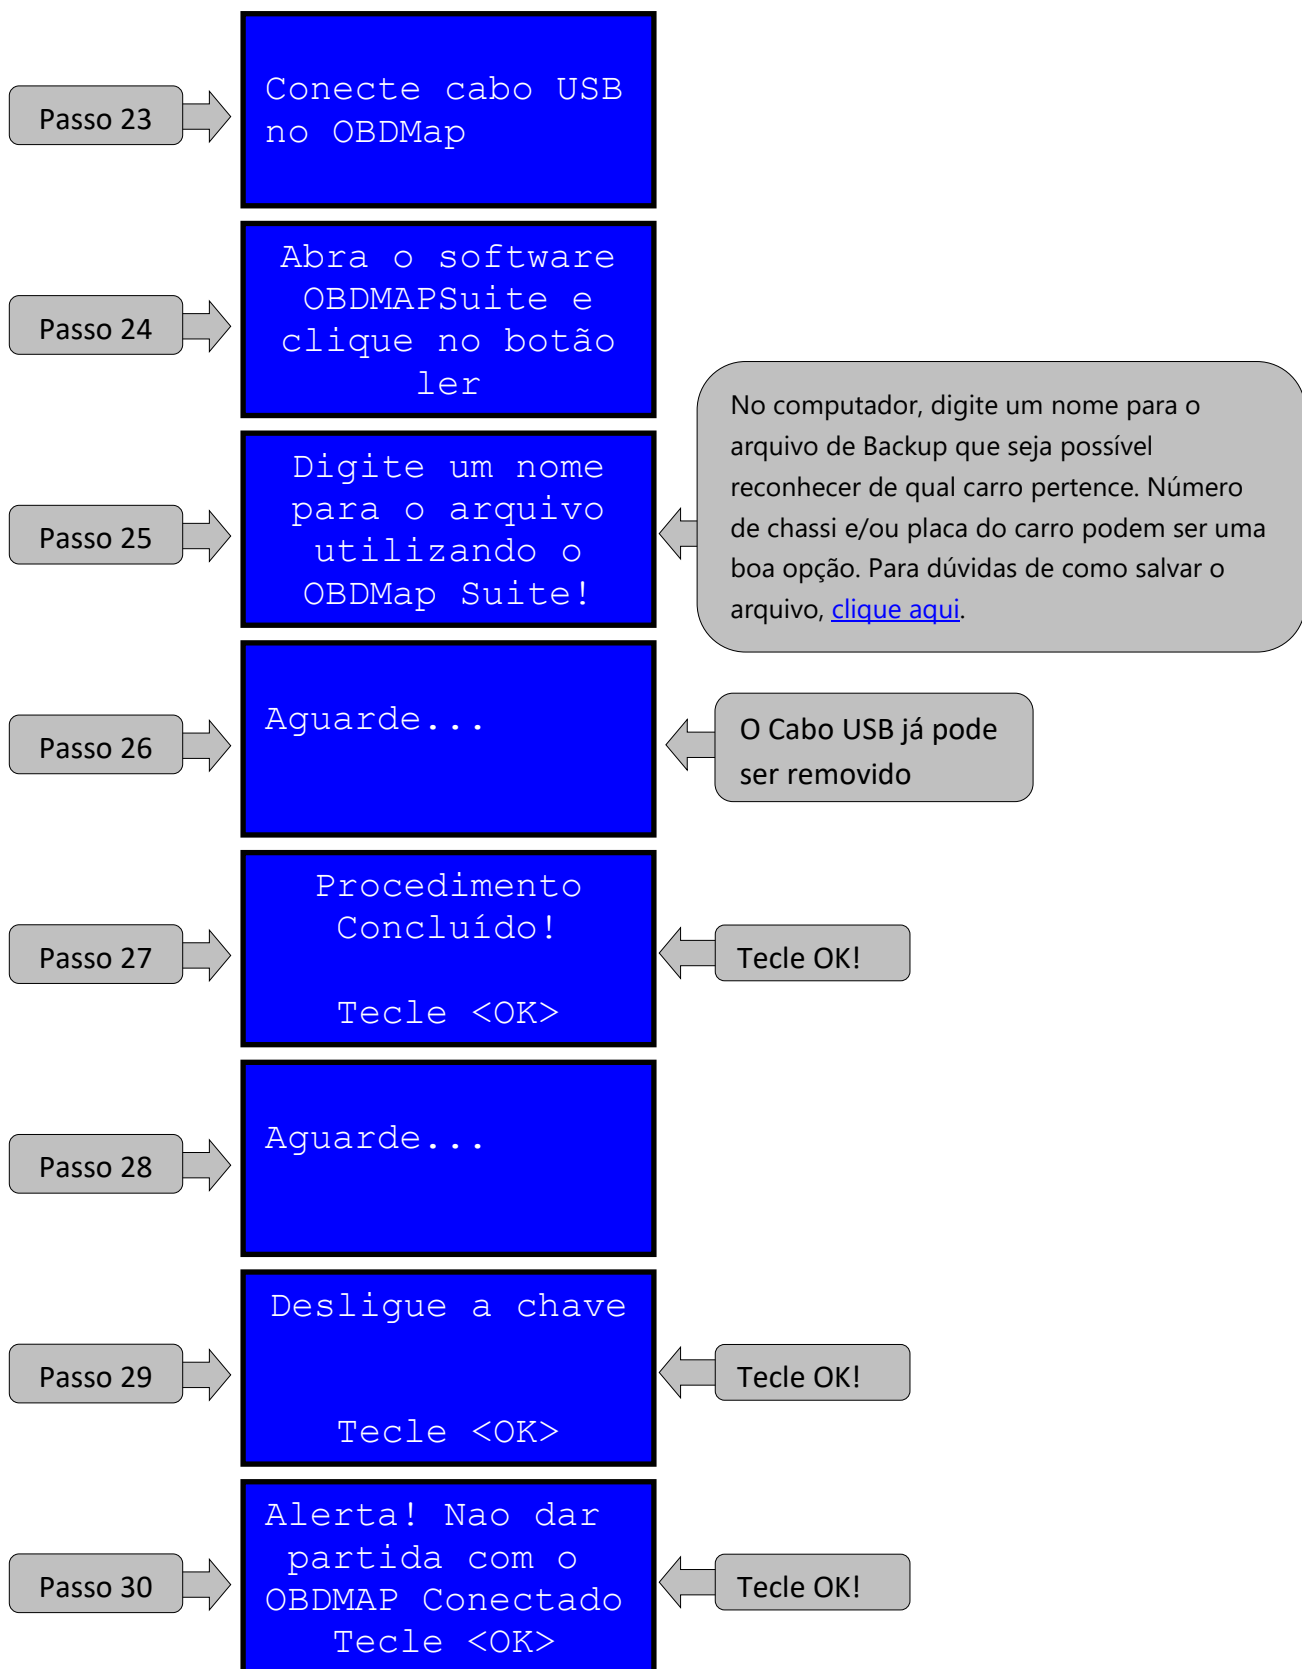 Passo 23
Conecte cabo USB
no OBDMap
Passo 24
Abra o software
OBDMAPSuite e
clique no botão
ler
Passo 25
Digite um nome
para o arquivo
utilizando o
OBDMap Suite!
No computador, digite um nome para o
arquivo de Backup que seja possível
reconhecer de qual carro pertence. Número
de chassi e/ou placa do carro podem ser uma
boa opção. Para dúvidas de como salvar o
arquivo, clique aqui.
Passo 26
Aguarde...
O Cabo USB já pode
ser removido
Passo 27
Procedimento
Concluído!
Tecle <OK>
Tecle OK!
Passo 28
Aguarde...
Passo 29
Desligue a chave
Tecle <OK>
Tecle OK!
Passo 30
Alerta! Nao dar
partida com o
OBDMAP Conectado
Tecle <OK>
Tecle OK!